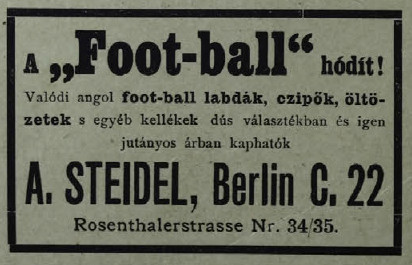 A „Foot-ball“ hódít!
Valódi angol foot-ball labdák, czipők, öltö-
zetek s egyéb kellékek dús választékban és igen
jutányos árban kaphatók
A. STEIDEL, Berlin C. 22
Rosenthalerstrasse Nr. 34/35.